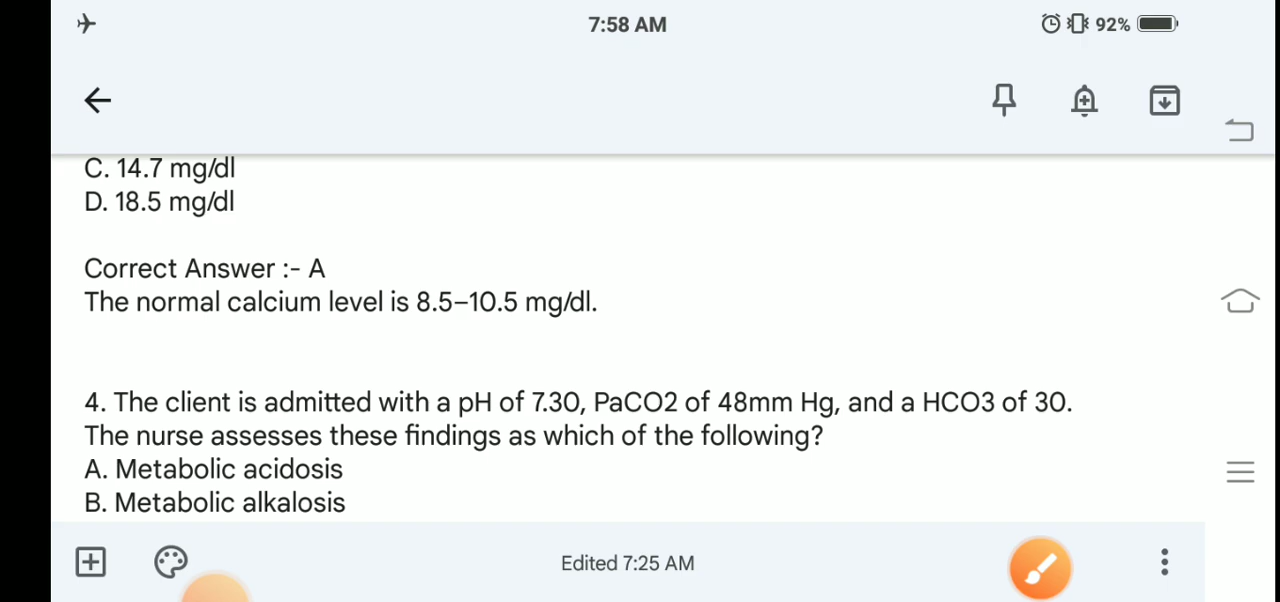 7:58 AM
92%
C. 14.7 mg/dl
D. 18.5 mg/dl
Correct Answer :- A
The normal calcium level is 8.5–10.5 mg/dl.
4. The client is admitted with a pH of 7.30, PaCO2 of 48mm Hg, and a HCO3 of 30.
The nurse assesses these findings as which of the following?
A. Metabolic acidosis
B. Metabolic alkalosis
Edited 7:25 AM